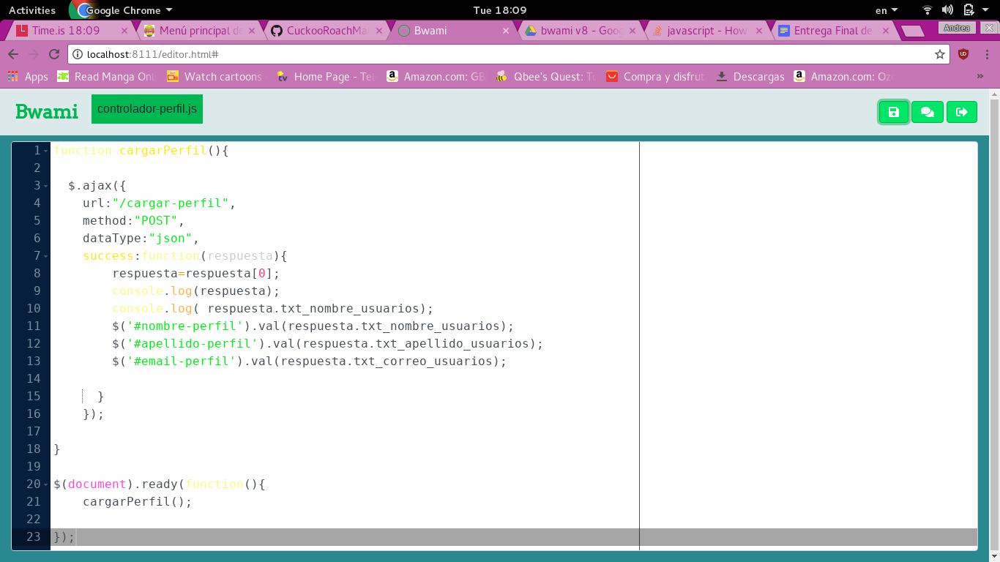 Activities Google Chrome Tue 18:09 en
Time.is 18:09 Menú principal de CuckooRoachMa Bwami bwami v8 - Goog javascript - How Entrega Final de Andrea
localhost:8111/editor.html#
Apps Read Manga Onl Watch cartoons Home Page - Tel Amazon.com: GB Qbee's Quest: Tu Compra y disfrut Descargas Amazon.com: Oz »
Bwami controlador-perfil.js
1 function cargarPerfil(){
2
3 $.ajax({
4 url:"/cargar-perfil",
5 method:"POST",
6 dataType:"json",
7 success:function(respuesta){
8 respuesta=respuesta[0];
9 console.log(respuesta);
10 console.log( respuesta.txt_nombre_usuarios);
11 $('#nombre-perfil').val(respuesta.txt_nombre_usuarios);
12 $('#apellido-perfil').val(respuesta.txt_apellido_usuarios);
13 $('#email-perfil').val(respuesta.txt_correo_usuarios);
14
15 }
16 });
17
18 }
19
20 $(document).ready(function(){
21 cargarPerfil();
22
23 });